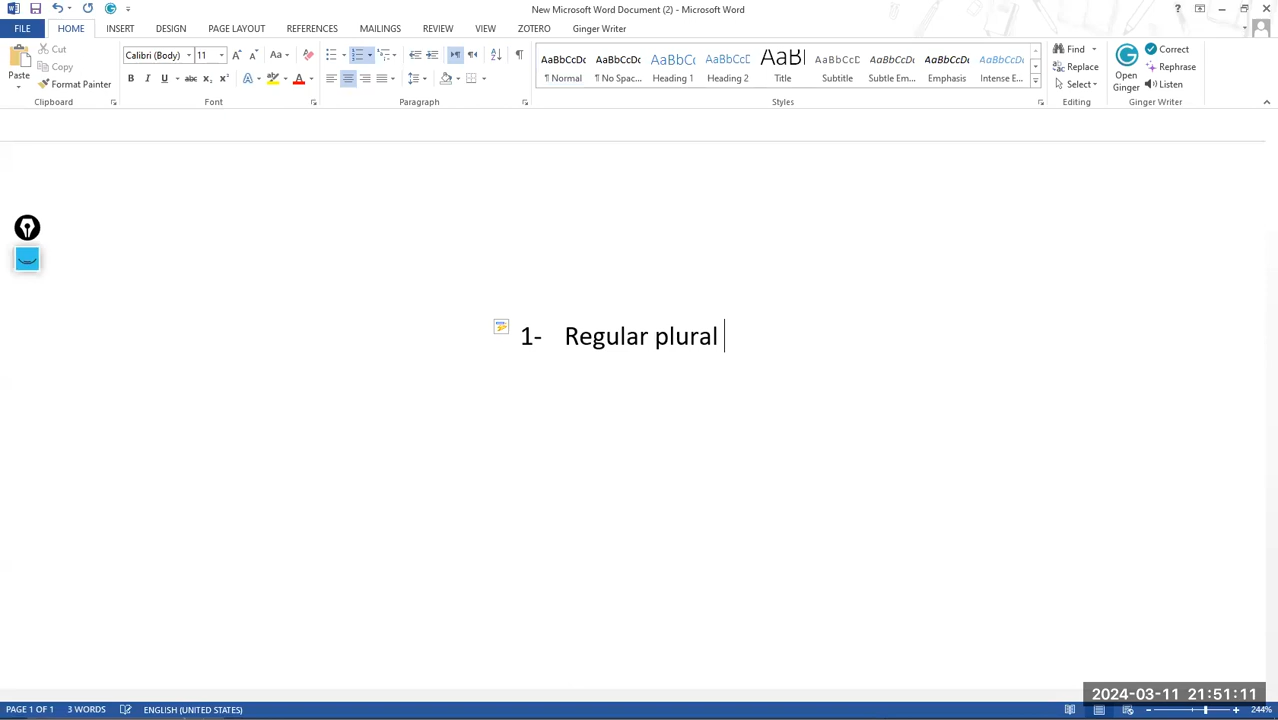 New Microsoft Word Document (2) - Microsoft Word
FILE HOME INSERT DESIGN PAGE LAYOUT REFERENCES MAILINGS REVIEW VIEW ZOTERO Ginger Writer
Paste
Cut
Copy
Format Painter
Clipboard
Calibri (Body) 11
Font
Paragraph
AaBbCcDc AaBbCcDc AaBbCc AaBbCcDc AaBl AaBbCcD AaBbCcDc AaBbCcDc AaBbCcDc
¶ Normal ¶ No Spac... Heading 1 Heading 2 Title Subtitle Subtle Em... Emphasis Intense E...
Styles
Find
Replace
Select
Editing
Open Ginger
Correct
Rephrase
Listen
Ginger Writer
1- Regular plural
2024-03-11 21:51:11
PAGE 1 OF 1 3 WORDS ENGLISH (UNITED STATES) 244%